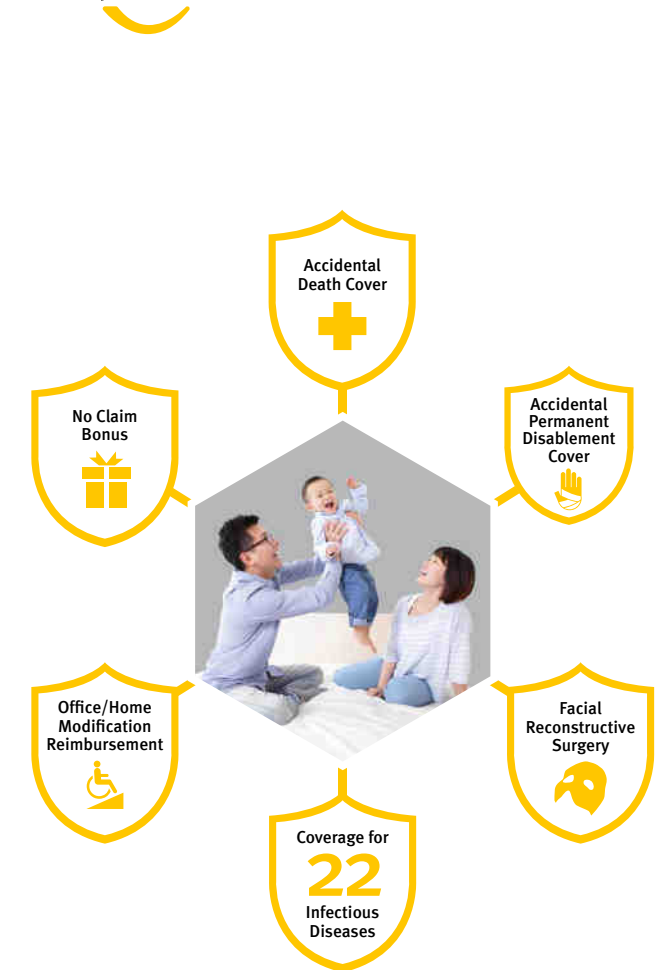 Accidental
Death Cover
No Claim
Bonus
Accidental
Permanent
Disablement
Cover
Office/Home
Modification
Reimbursement
Facial
Reconstructive
Surgery
Coverage for
22
Infectious
Diseases